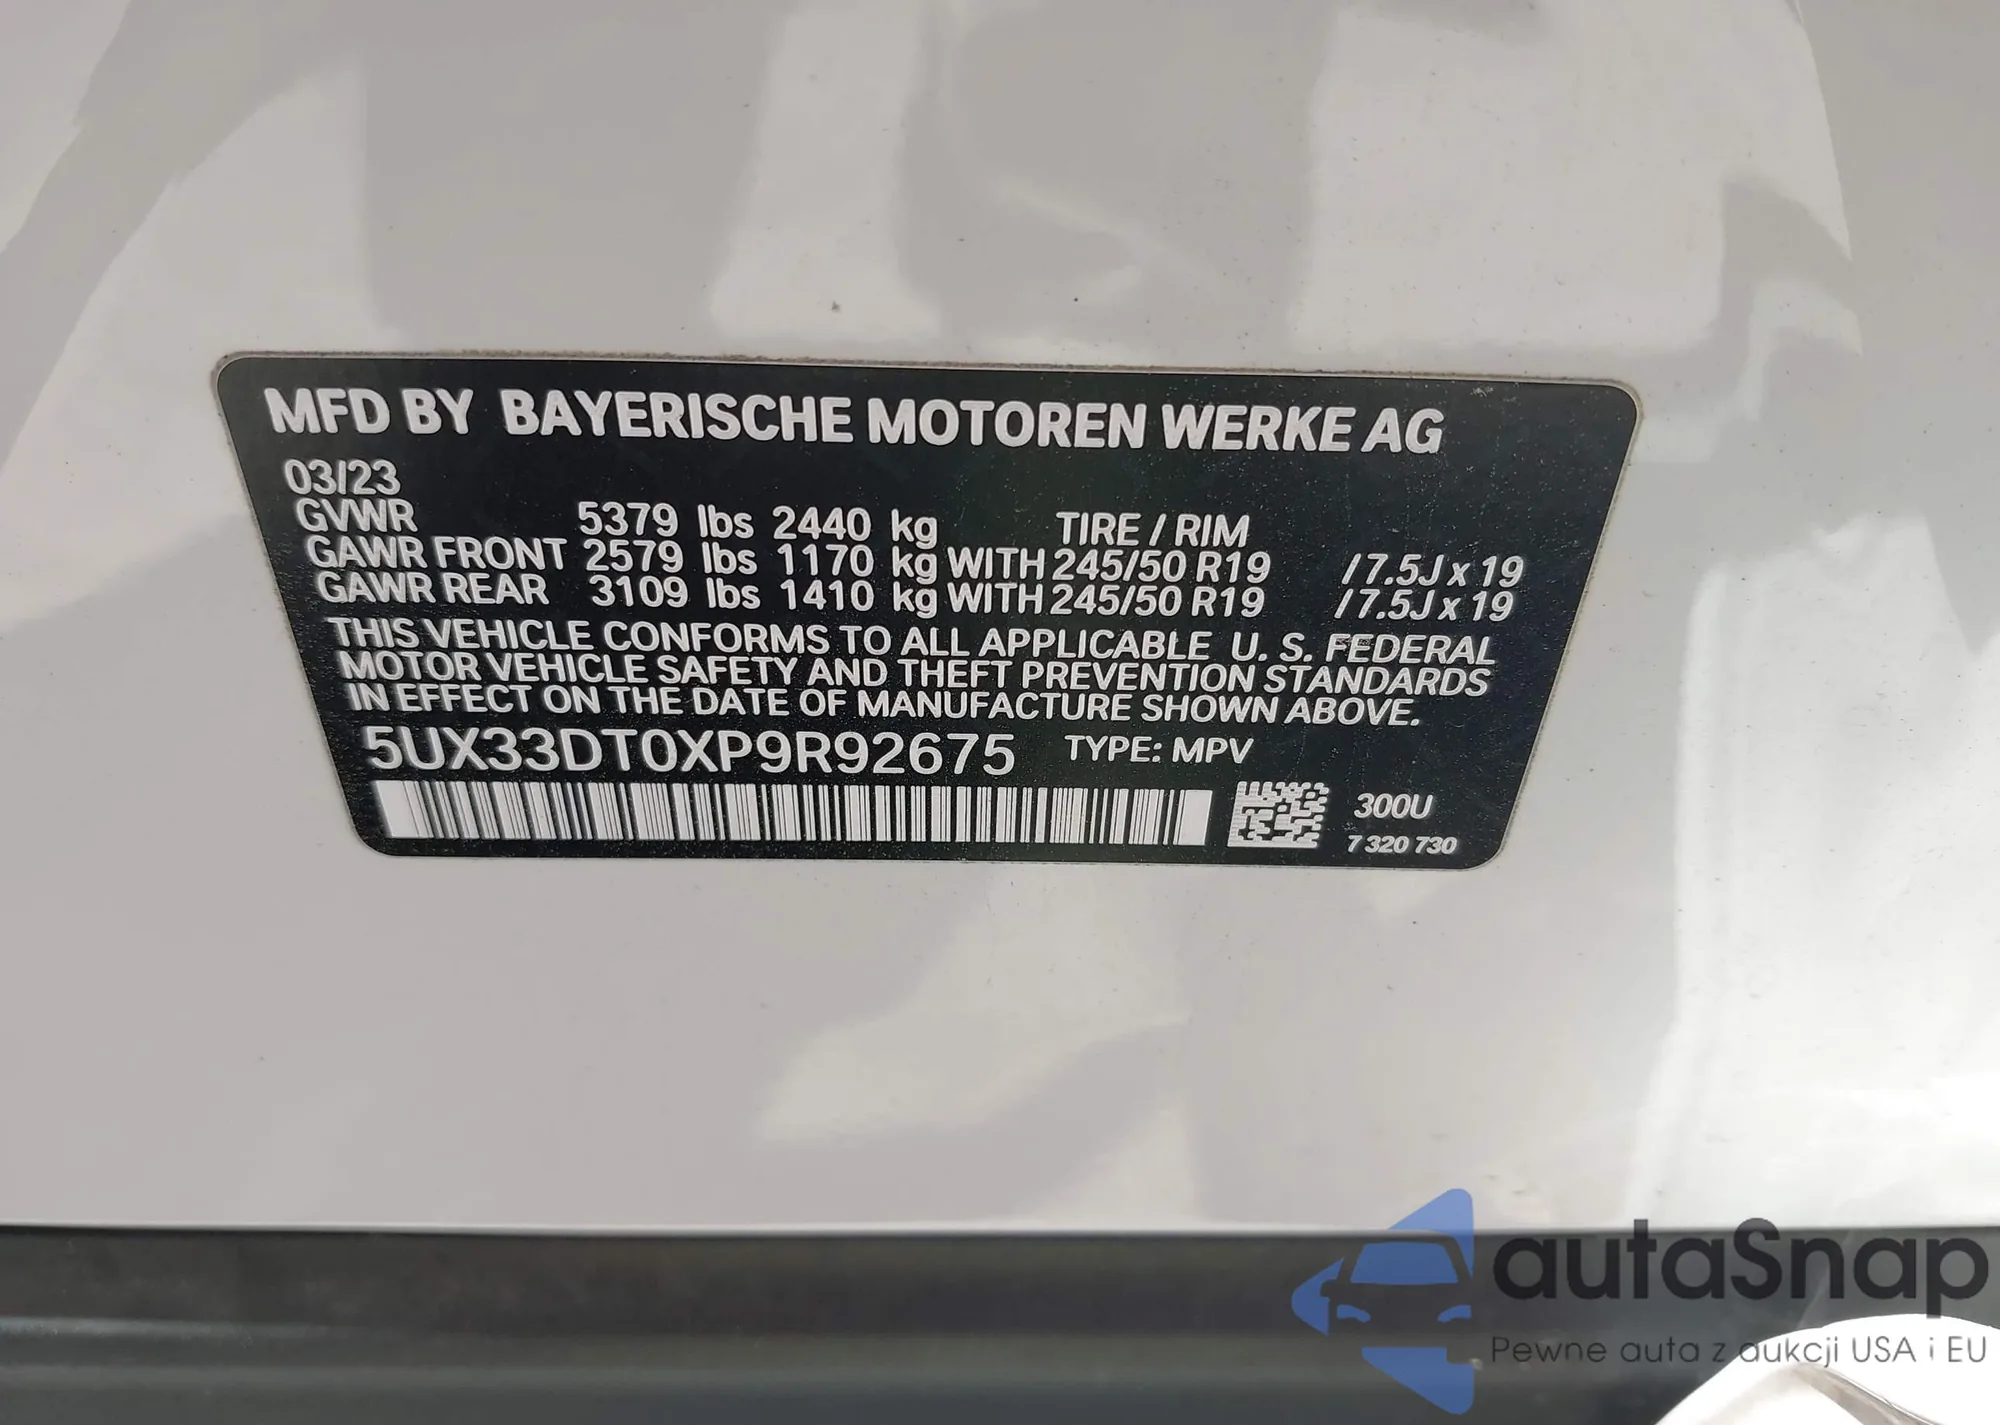 MFD BY BAYERISCHE MOTOREN WERKE AG
03/23
GVWR 5379 lbs 2440 kg TIRE / RIM
GAWR FRONT 2579 lbs 1170 kg WITH 245/50 R19 / 7.5J x 19
GAWR REAR 3109 lbs 1410 kg WITH 245/50 R19 / 7.5J x 19
THIS VEHICLE CONFORMS TO ALL APPLICABLE U. S. FEDERAL
MOTOR VEHICLE SAFETY AND THEFT PREVENTION STANDARDS
IN EFFECT ON THE DATE OF MANUFACTURE SHOWN ABOVE.
5UX33DT0XP9R92675 TYPE: MPV
300U
7 320 730
autaSnap
Pewne auta z aukcji USA i EU